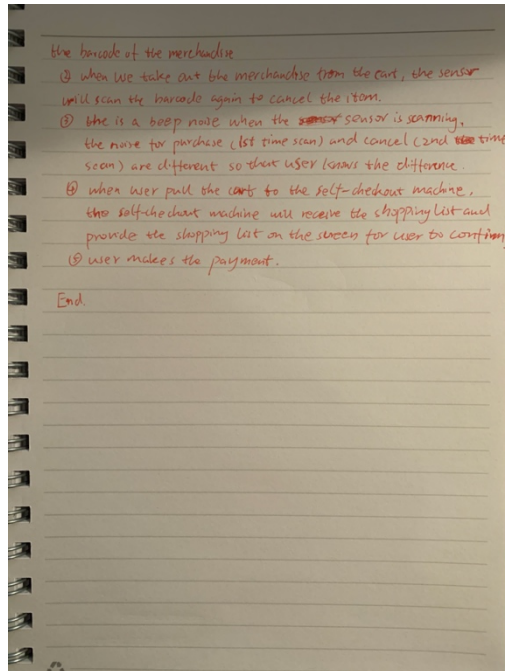 the barcode of the merchandise
② when we take out the merchandise from the cart, the sensor
will scan the barcode again to cancel the item.
③ the is a beep noise when the sensor is scanning.
the noise for purchase (1st time scan) and cancel (2nd time
scan) are different so that user knows the difference.
④ when user pull the cart to the self-checkout machine,
the self-checkout machine will receive the shopping list and
provide the shopping list on the screen for user to confirm
⑤ user makes the payment.
End.